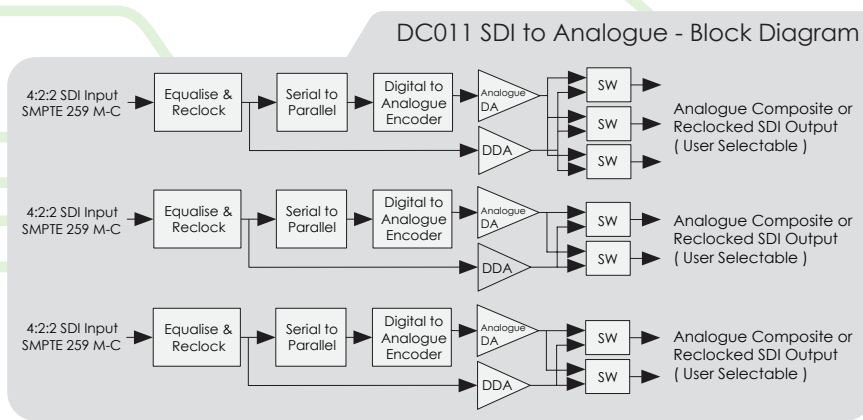 DC011 SDI to Analogue - Block Diagram
4:2:2 SDI Input
SMPTE 259 M-C
Equalise &
Reclock
Serial to
Parallel
Digital to
Analogue
Encoder
Analogue
DA
DDA
SW
SW
SW
Analogue Composite or
Reclocked SDI Output
( User Selectable )
4:2:2 SDI Input
SMPTE 259 M-C
Equalise &
Reclock
Serial to
Parallel
Digital to
Analogue
Encoder
Analogue
DA
DDA
SW
SW
Analogue Composite or
Reclocked SDI Output
( User Selectable )
4:2:2 SDI Input
SMPTE 259 M-C
Equalise &
Reclock
Serial to
Parallel
Digital to
Analogue
Encoder
Analogue
DA
DDA
SW
SW
Analogue Composite or
Reclocked SDI Output
( User Selectable )